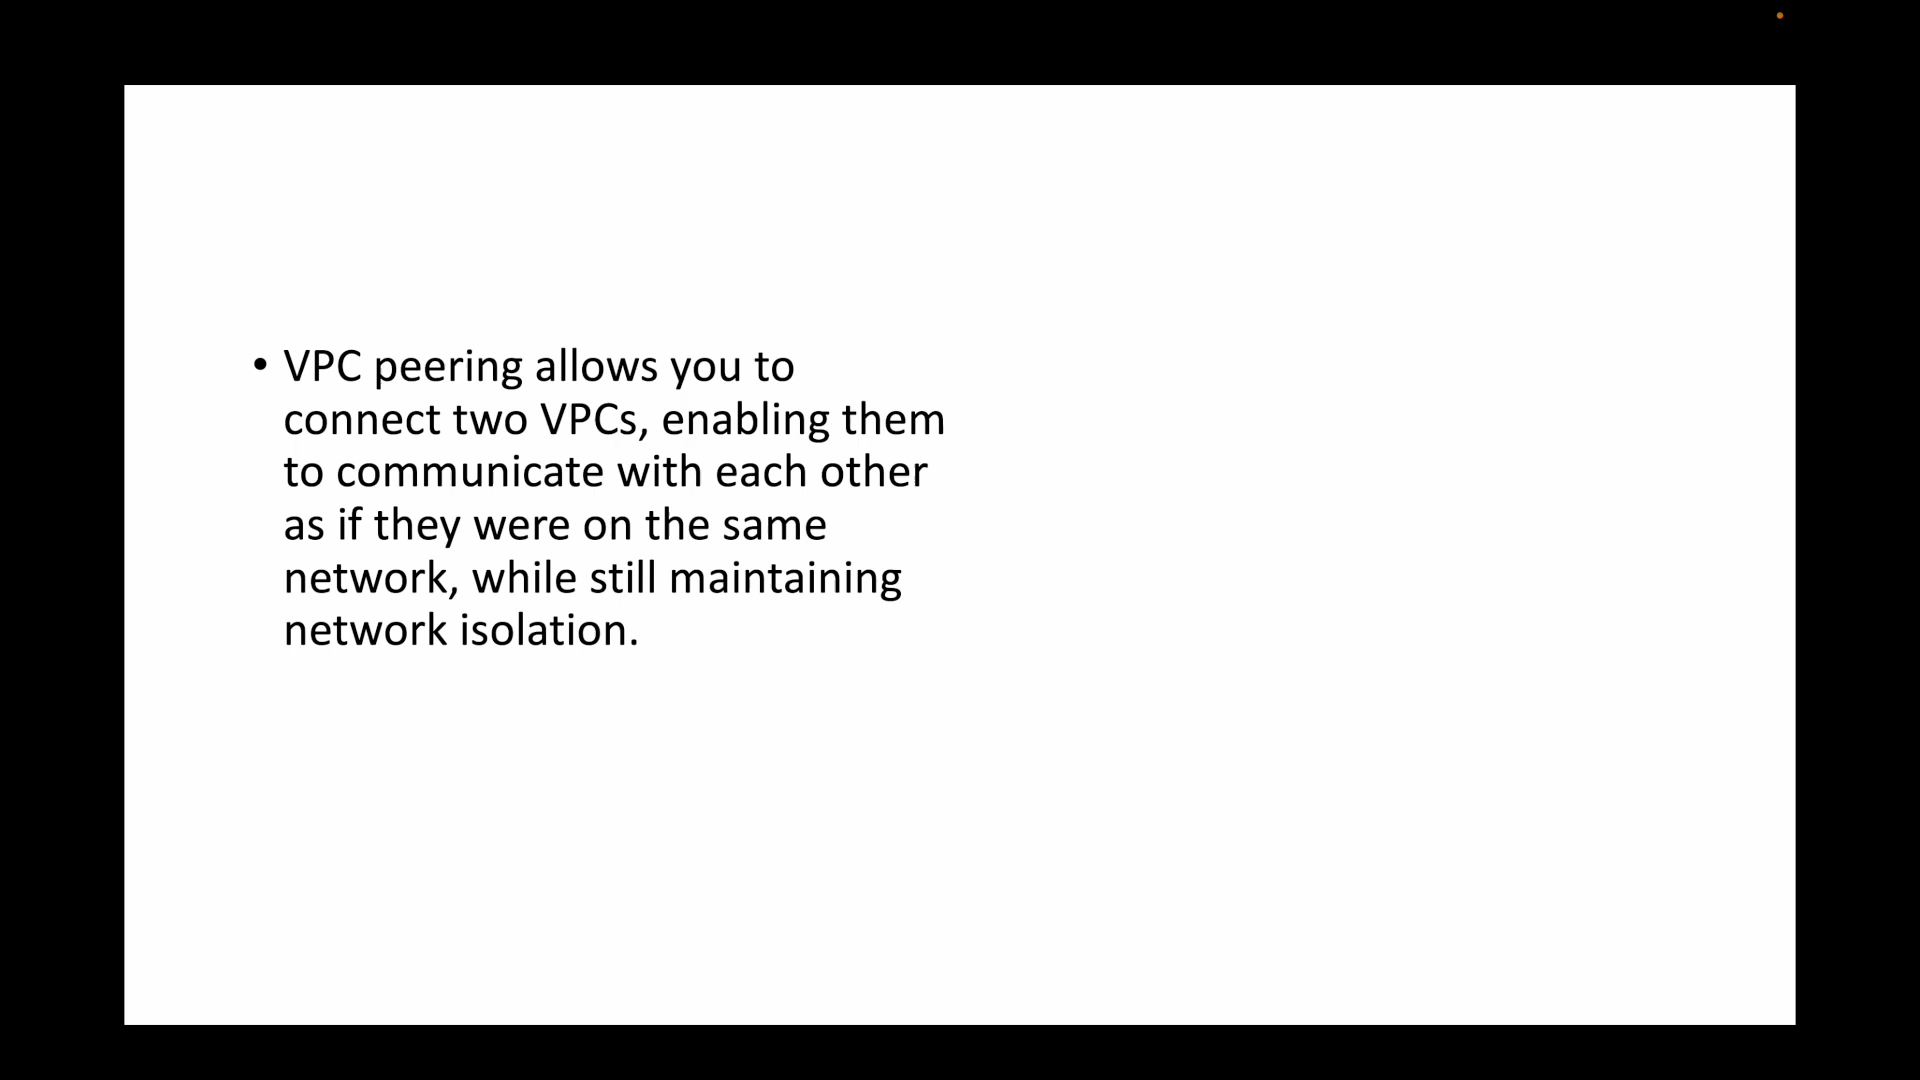 • VPC peering allows you to
connect two VPCs, enabling them
to communicate with each other
as if they were on the same
network, while still maintaining
network isolation.